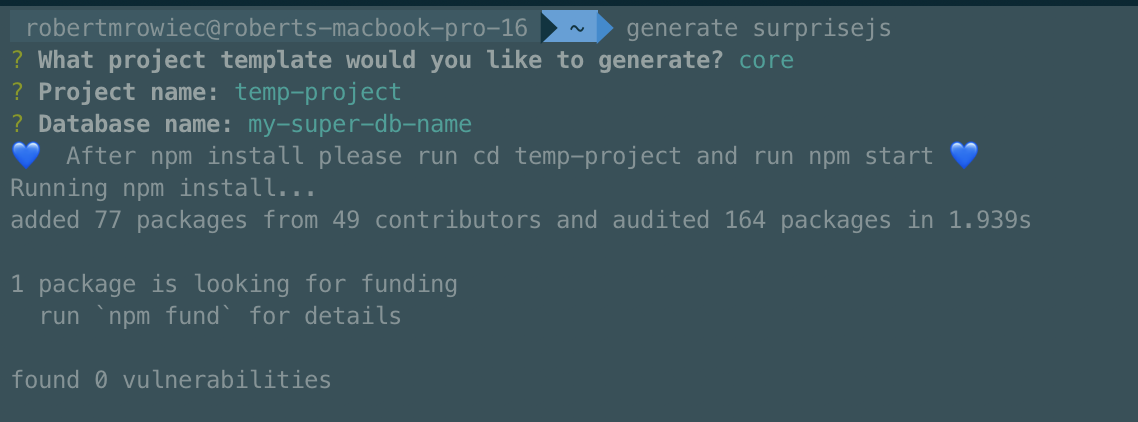 robertmrowiec@roberts-macbook-pro-16 ~ generate surprisejs
? What project template would you like to generate? core
? Project name: temp-project
? Database name: my-super-db-name
💙 After npm install please run cd temp-project and run npm start 💙
Running npm install...
added 77 packages from 49 contributors and audited 164 packages in 1.939s
1 package is looking for funding
run `npm fund` for details
found 0 vulnerabilities